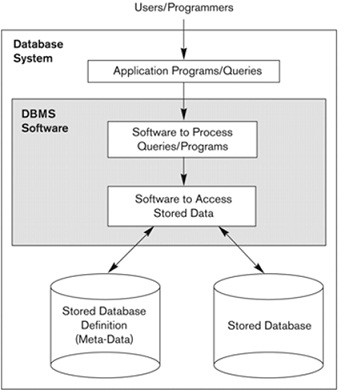 Users/Programmers
Database
System
Application Programs/Queries
DBMS
Software
Software to Process
Queries/Programs
Software to Access
Stored Data
Stored Database
Definition
(Meta-Data)
Stored Database